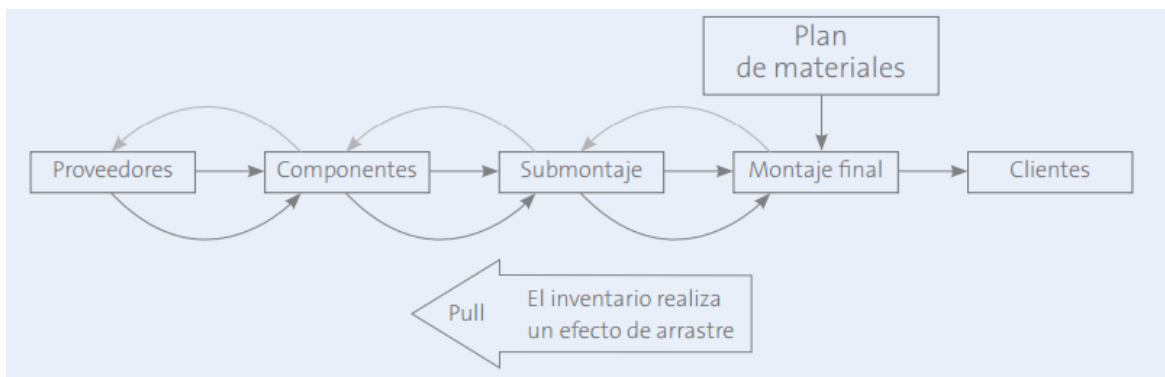 Plan
de materiales
Proveedores
Componentes
Submontaje
Montaje final
Clientes
Pull
El inventario realiza
un efecto de arrastre